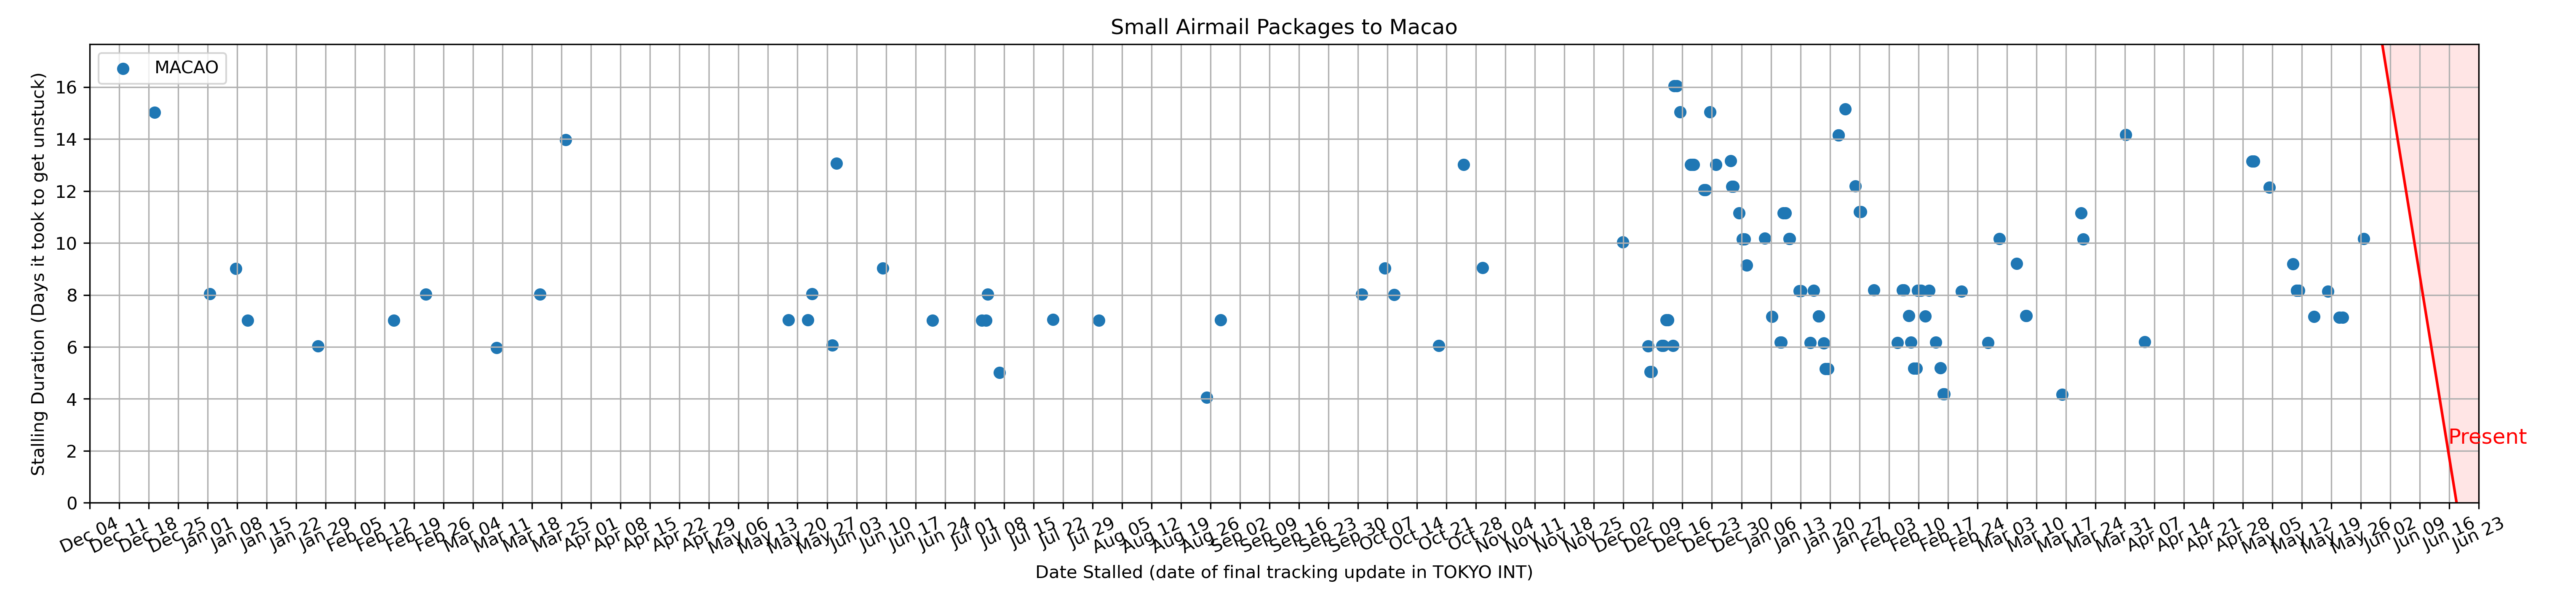 Small Airmail Packages to Macao
MACAO
Stalling Duration (Days it took to get unstuck)
16
14
12
10
8
6
4
2
0
Present
Dec 04
Dec 11
Dec 18
Dec 25
Jan 01
Jan 08
Jan 15
Jan 22
Jan 29
Feb 05
Feb 12
Feb 19
Feb 26
Mar 04
Mar 11
Mar 18
Mar 25
Apr 01
Apr 08
Apr 15
Apr 22
Apr 29
May 06
May 13
May 20
May 27
Jun 03
Jun 10
Jun 17
Jun 24
Jul 01
Jul 08
Jul 15
Jul 22
Jul 29
Aug 05
Aug 12
Aug 19
Aug 26
Sep 02
Sep 09
Sep 16
Sep 23
Sep 30
Oct 07
Oct 14
Oct 21
Oct 28
Nov 04
Nov 11
Nov 18
Nov 25
Dec 02
Dec 09
Dec 16
Dec 23
Dec 30
Jan 06
Jan 13
Jan 20
Jan 27
Feb 03
Feb 10
Feb 17
Feb 24
Mar 03
Mar 10
Mar 17
Mar 24
Mar 31
Apr 07
Apr 14
Apr 21
Apr 28
May 05
May 12
May 19
May 26
Jun 02
Jun 09
Jun 16
Jun 23
Date Stalled (date of final tracking update in TOKYO INT)